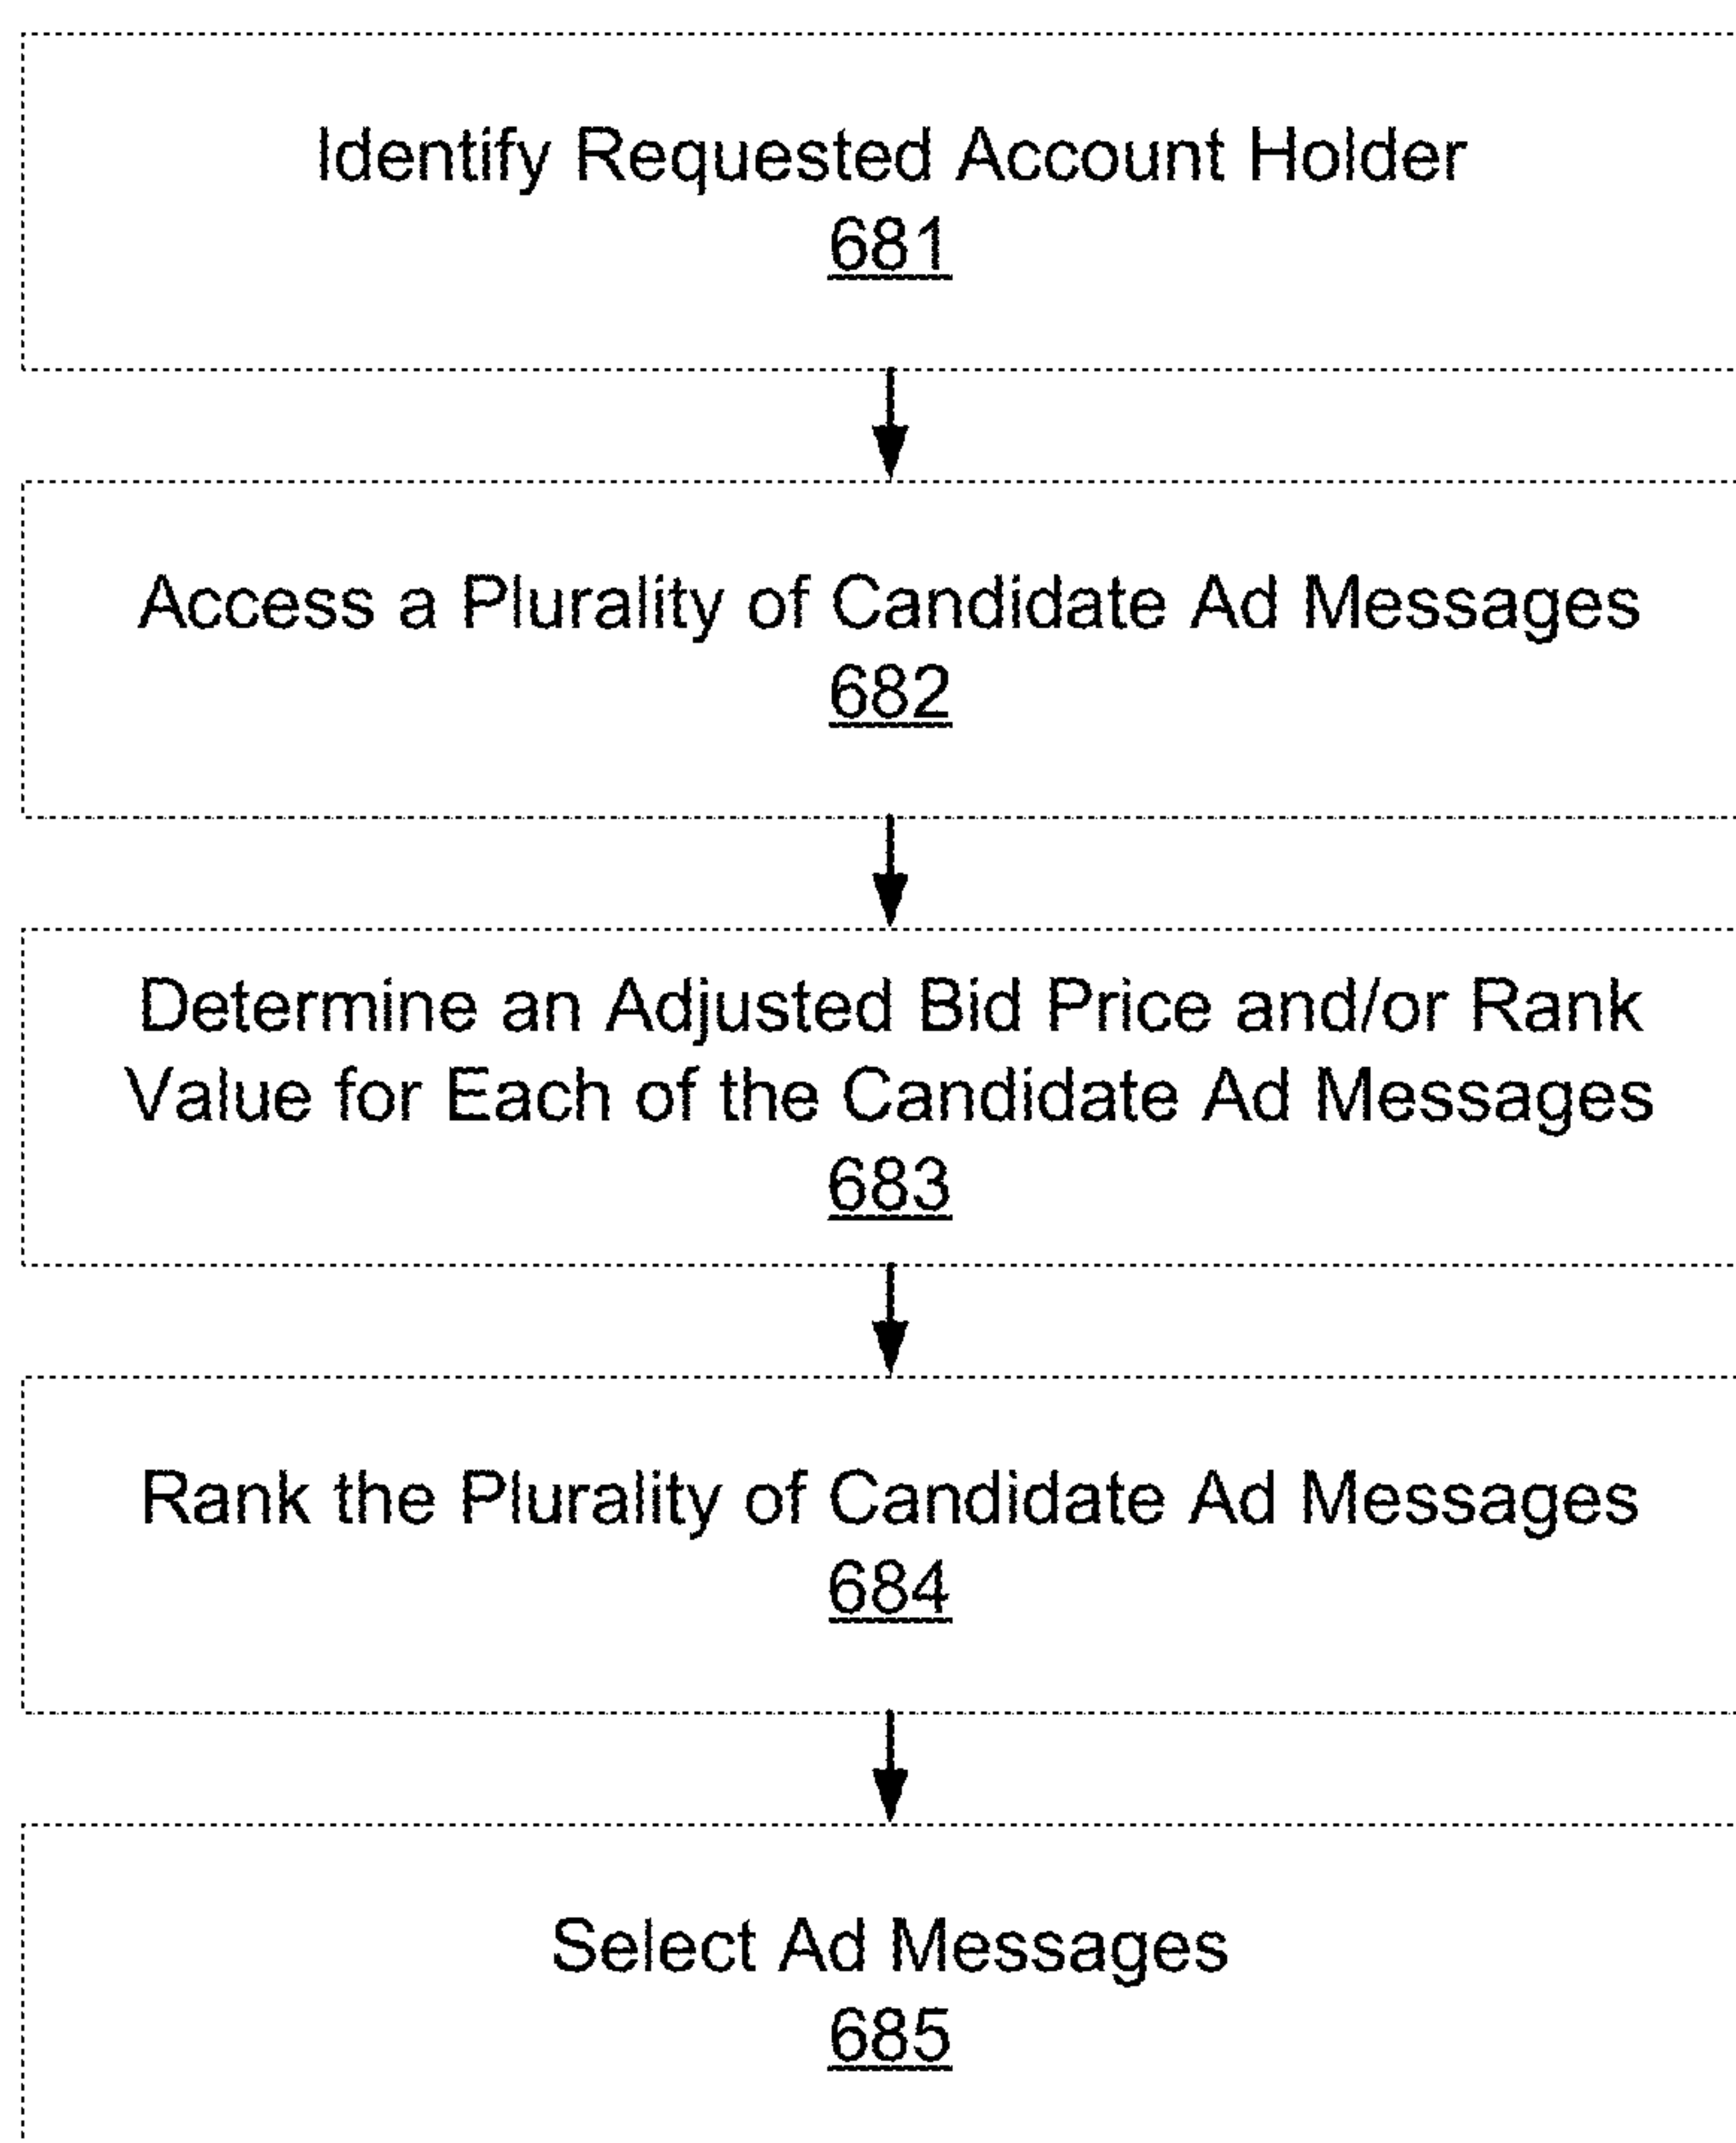 Identify Requested Account Holder
681
Access a Plurality of Candidate Ad Messages
682
Determine an Adjusted Bid Price and/or Rank
Value for Each of the Candidate Ad Messages
683
Rank the Plurality of Candidate Ad Messages
684
Select Ad Messages
685